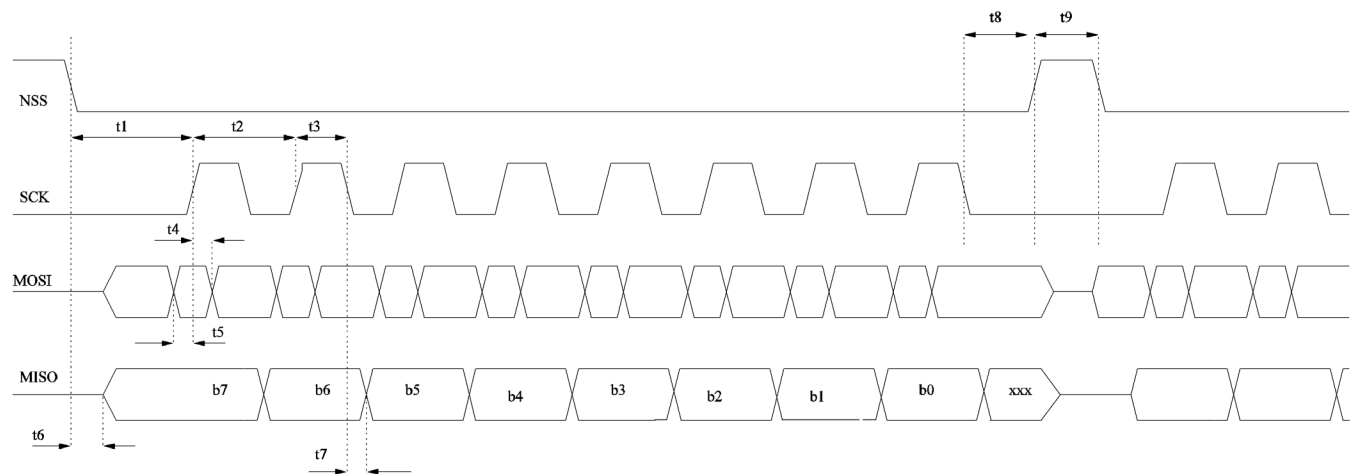 t8 t9
NSS
t1 t2 t3
SCK
t4
MOSI
t5
MISO b7 b6 b5 b4 b3 b2 b1 b0 xxx
t6
t7